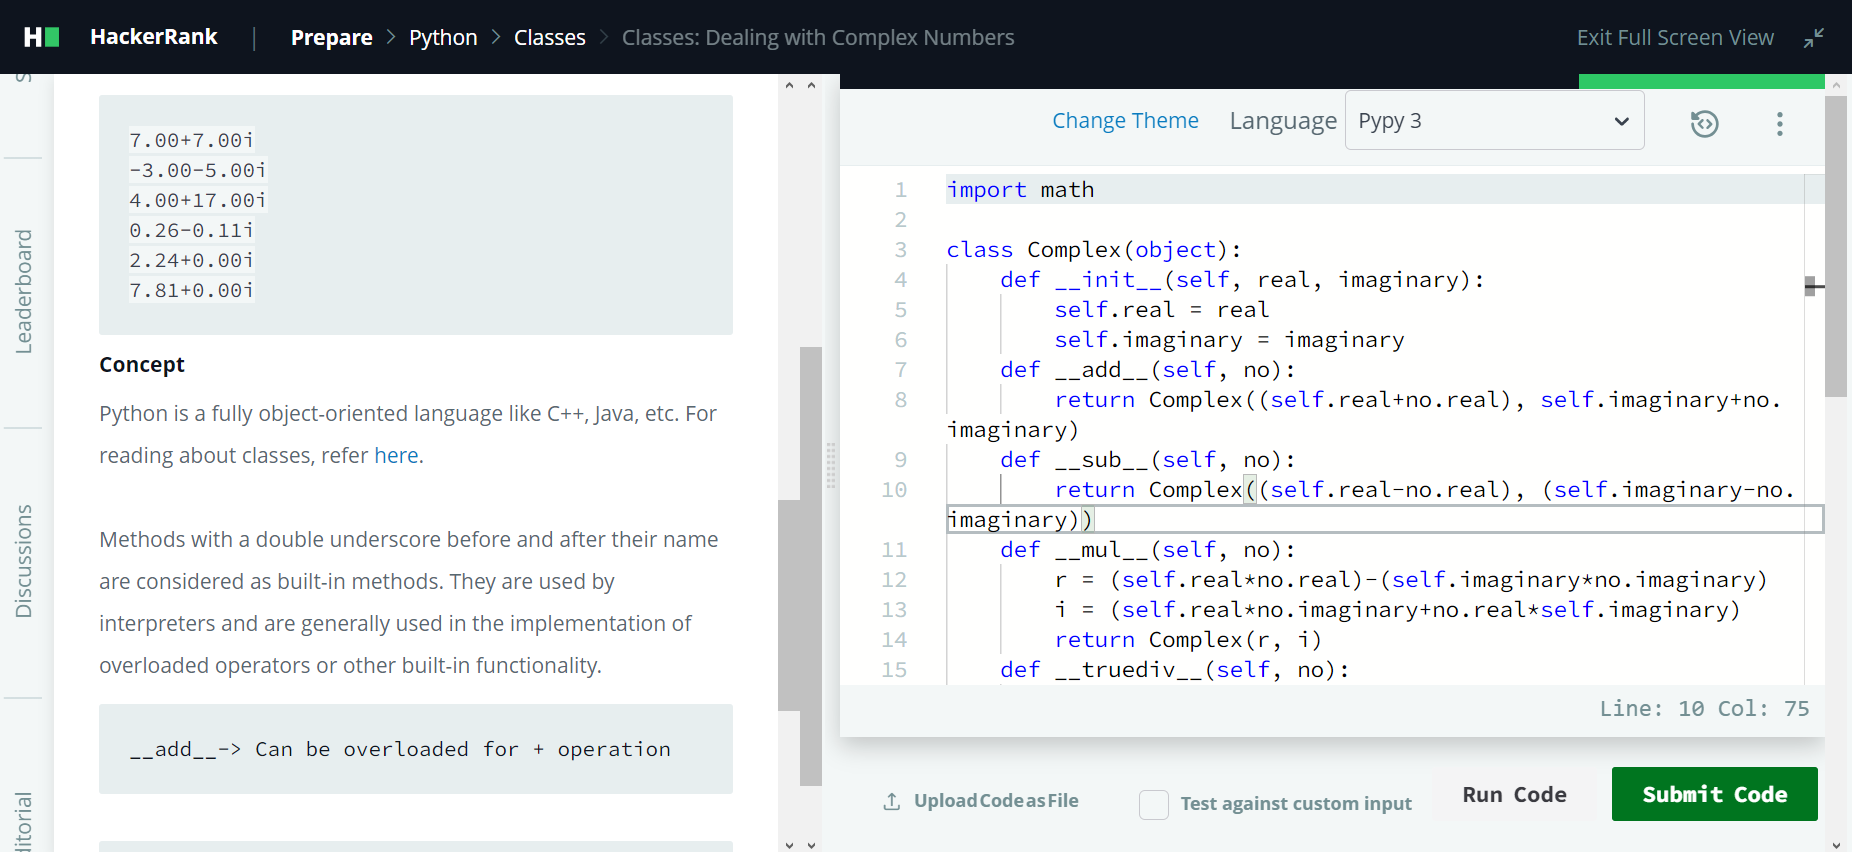 HackerRank | Prepare > Python > Classes > Classes: Dealing with Complex Numbers
Exit Full Screen View
Leaderboard
Discussions
7.00+7.00i
-3.00-5.00i
4.00+17.00i
0.26-0.11i
2.24+0.00i
7.81+0.00i
Concept
Python is a fully object-oriented language like C++, Java, etc. For
reading about classes, refer here.
Methods with a double underscore before and after their name
are considered as built-in methods. They are used by
interpreters and are generally used in the implementation of
overloaded operators or other built-in functionality.
__add__-> Can be overloaded for + operation
Change Theme Language Pypy 3
1 import math
2
3 class Complex(object):
4 def __init__(self, real, imaginary):
5 self.real = real
6 self.imaginary = imaginary
7 def __add__(self, no):
8 return Complex((self.real+no.real), self.imaginary+no.
imaginary)
9 def __sub__(self, no):
10 return Complex((self.real-no.real), (self.imaginary-no.
imaginary))
11 def __mul__(self, no):
12 r = (self.real*no.real)-(self.imaginary*no.imaginary)
13 i = (self.real*no.imaginary+no.real*self.imaginary)
14 return Complex(r, i)
15 def __truediv__(self, no):
Line: 10 Col: 75
Upload Code as File
Test against custom input
Run Code
Submit Code